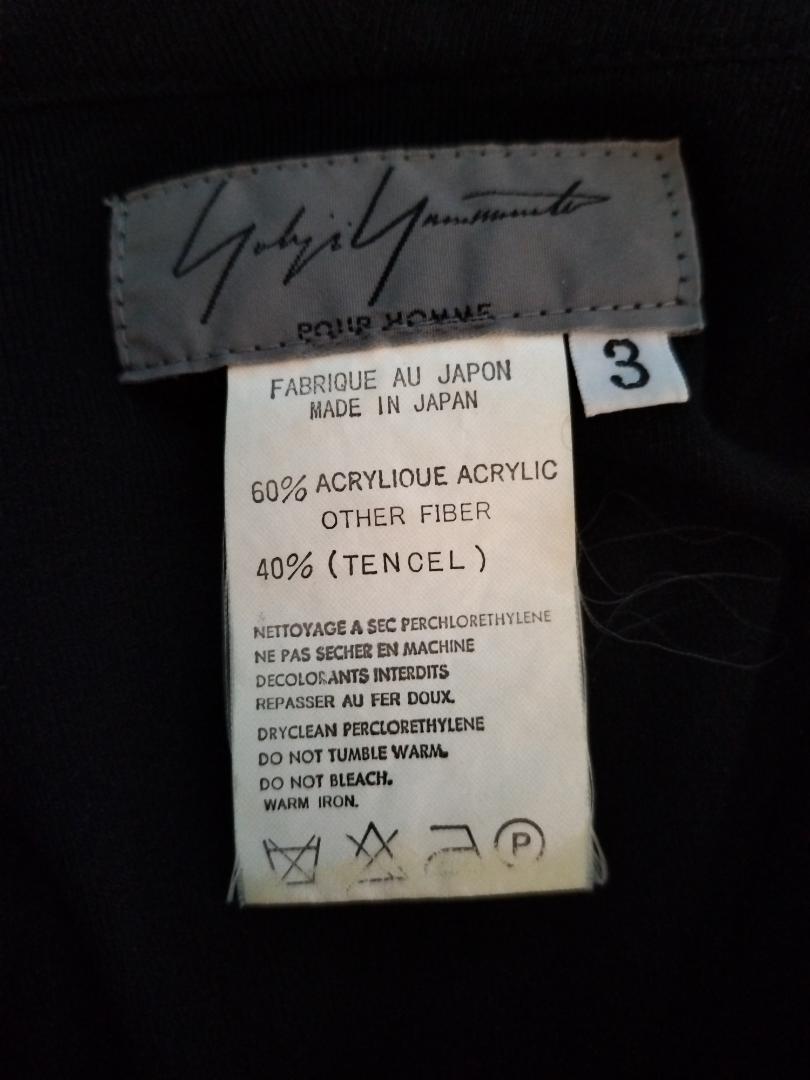 Yohji Yamamoto
POUR HOMME
3
FABRIQUE AU JAPON
MADE IN JAPAN
60% ACRYLIOUE ACRYLIC
OTHER FIBER
40% (TENCEL)
NETTOYAGE A SEC PERCHLORETHYLENE
NE PAS SECHER EN MACHINE
DECOLORANTS INTERDITS
REPASSER AU FER DOUX.
DRYCLEAN PERCLORETHYLENE
DO NOT TUMBLE WARM.
DO NOT BLEACH.
WARM IRON.
P